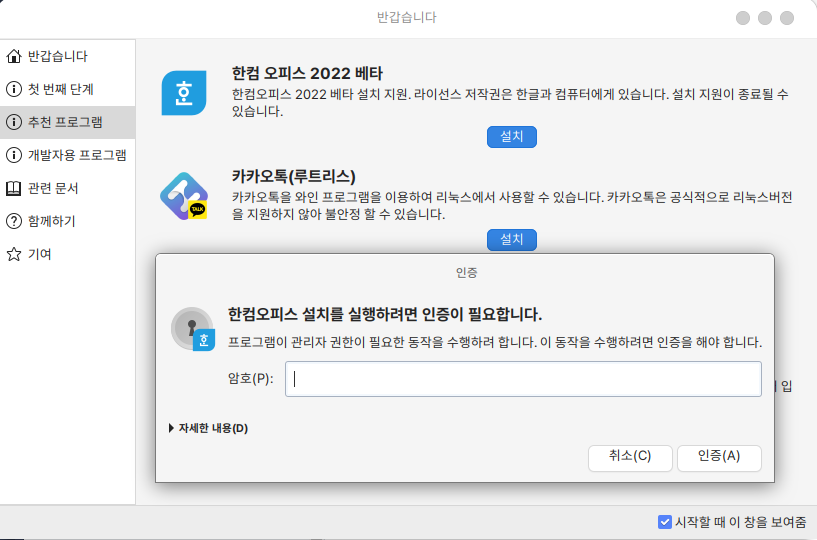 반갑습니다
반갑습니다
첫 번째 단계
추천 프로그램
개발자용 프로그램
관련 문서
함께하기
기여
한컴 오피스 2022 베타
한컴오피스 2022 베타 설치 지원. 라이선스 저작권은 한글과 컴퓨터에게 있습니다. 설치 지원이 종료될 수
있습니다.
설치
카카오톡(루트리스)
카카오톡을 와인 프로그램을 이용하여 리눅스에서 사용할 수 있습니다. 카카오톡은 공식적으로 리눅스버전
을 지원하지 않아 불안정 할 수 있습니다.
TALK
설치
인증
한컴오피스 설치를 실행하려면 인증이 필요합니다.
프로그램이 관리자 권한이 필요한 동작을 수행하려 합니다. 이 동작을 수행하려면 인증을 해야 합니다.
암호(P):
입
자세한 내용(D)
취소(C)
인증(A)
시작할 때 이 창을 보여줌